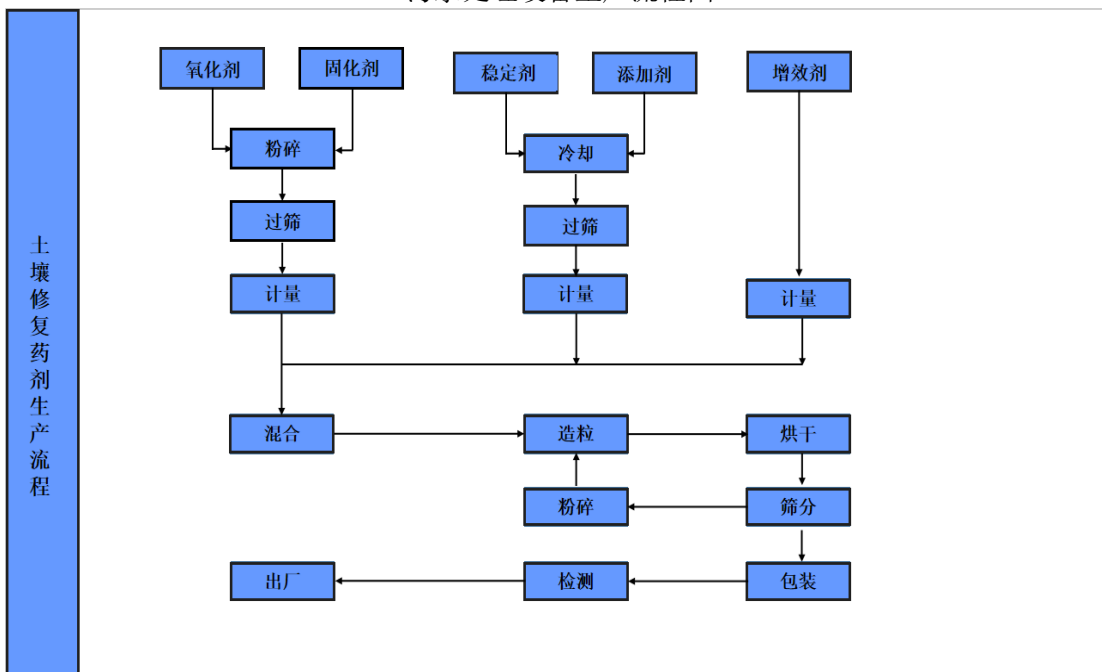 氧化剂
固化剂
稳定剂
添加剂
增效剂
粉碎
冷却
过筛
过筛
计量
计量
计量
混合
造粒
烘干
粉碎
筛分
出厂
检测
包装
土壤修复药剂生产流程